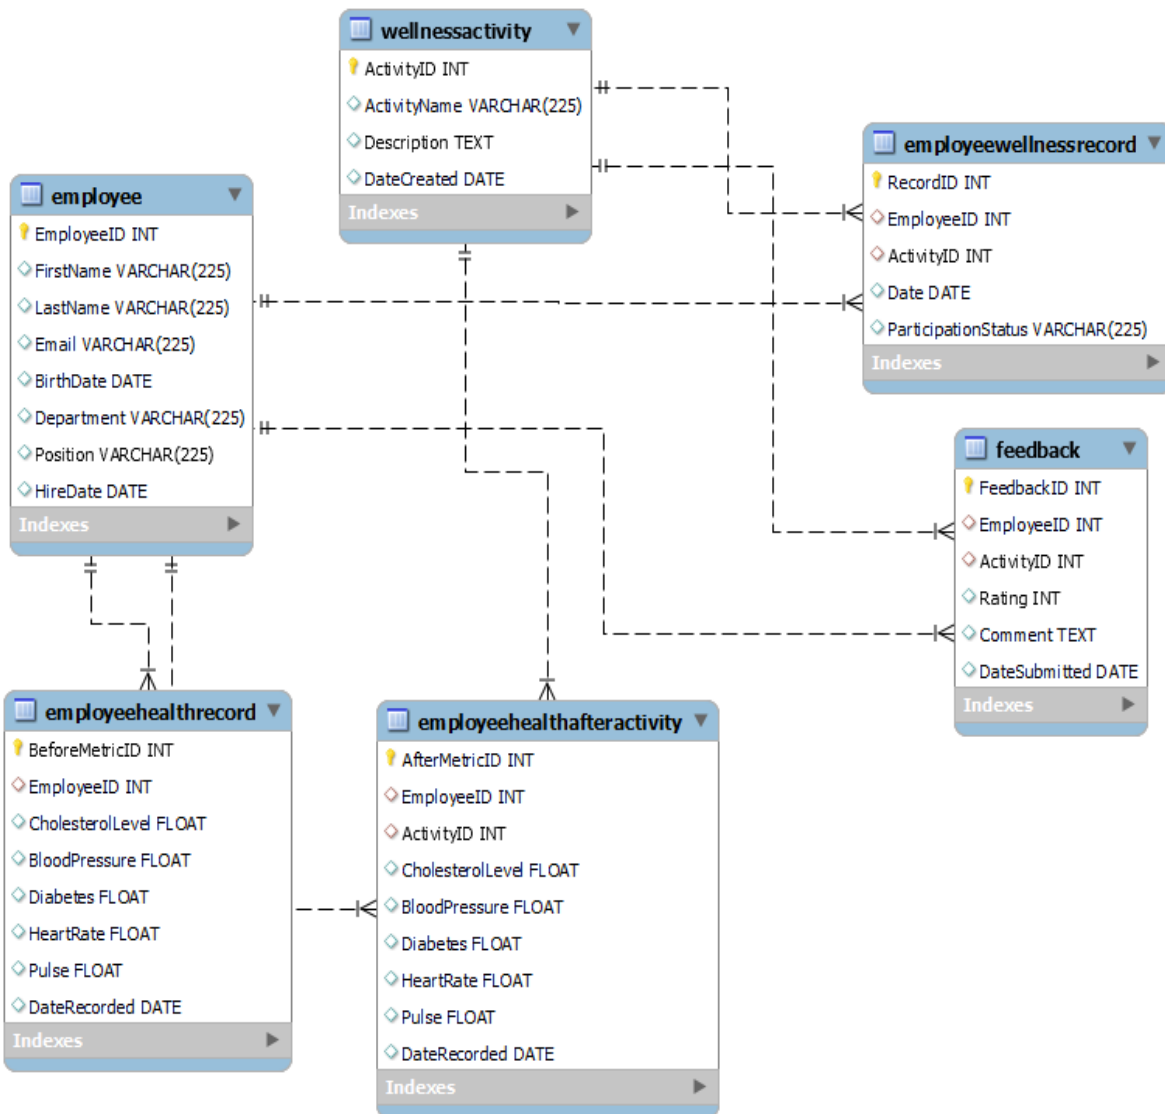 wellnessactivity
ActivityID INT
ActivityName VARCHAR(225)
Description TEXT
DateCreated DATE
Indexes
employeewellnessrecord
RecordID INT
EmployeeID INT
ActivityID INT
Date DATE
ParticipationStatus VARCHAR(225)
Indexes
employee
EmployeeID INT
FirstName VARCHAR(225)
LastName VARCHAR(225)
Email VARCHAR(225)
BirthDate DATE
Department VARCHAR(225)
Position VARCHAR(225)
HireDate DATE
Indexes
feedback
FeedbackID INT
EmployeeID INT
ActivityID INT
Rating INT
Comment TEXT
DateSubmitted DATE
Indexes
employeehealthrecord
BeforeMetricID INT
EmployeeID INT
CholesterolLevel FLOAT
BloodPressure FLOAT
Diabetes FLOAT
HeartRate FLOAT
Pulse FLOAT
DateRecorded DATE
Indexes
employeehealthafteractivity
AfterMetricID INT
EmployeeID INT
ActivityID INT
CholesterolLevel FLOAT
BloodPressure FLOAT
Diabetes FLOAT
HeartRate FLOAT
Pulse FLOAT
DateRecorded DATE
Indexes